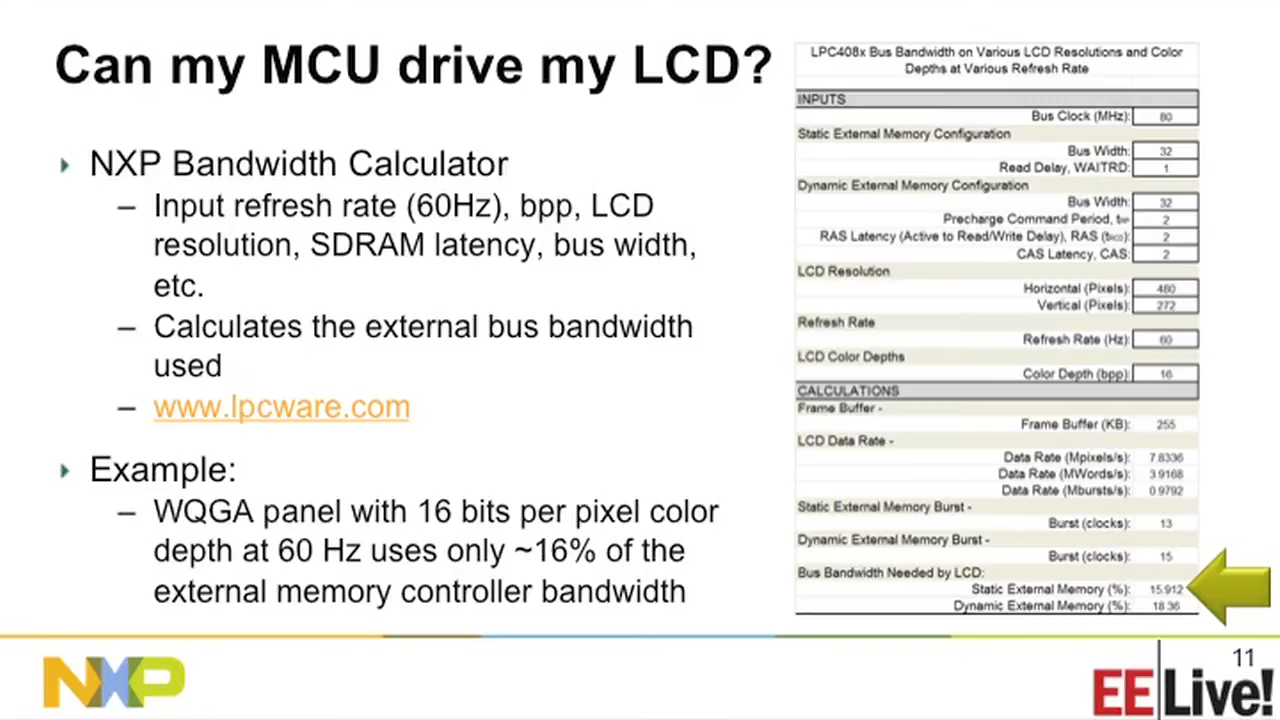 Can my MCU drive my LCD?
NXP Bandwidth Calculator
– Input refresh rate (60Hz), bpp, LCD
resolution, SDRAM latency, bus width,
etc.
– Calculates the external bus bandwidth
used
– www.lpcware.com
Example:
– WQGA panel with 16 bits per pixel color
depth at 60 Hz uses only ~16% of the
external memory controller bandwidth
LPC408x Bus Bandwidth on Various LCD Resolutions and Color
Depths at Various Refresh Rate
INPUTS
Bus Clock (MHz): 80
Static External Memory Configuration
Bus Width: 32
Read Delay, WAITRD: 1
Dynamic External Memory Configuration
Bus Width: 32
Precharge Command Period, tRP 2
RAS Latency (Active to Read/Write Delay), RAS (tRCD): 2
CAS Latency, CAS: 2
LCD Resolution
Horizontal (Pixels): 480
Vertical (Pixels): 272
Refresh Rate
Refresh Rate (Hz): 60
LCD Color Depths
Color Depth (bpp): 16
CALCULATIONS
Frame Buffer -
Frame Buffer (KB): 255
LCD Data Rate -
Data Rate (Mpixels/s): 7.8336
Data Rate (MWords/s): 3.9168
Data Rate (Mbursts/s): 0.9792
Static External Memory Burst -
Burst (clocks): 13
Dynamic External Memory Burst -
Burst (clocks): 15
Bus Bandwidth Needed by LCD:
Static External Memory (%): 15.912
Dynamic External Memory (%): 18.36
NXP
11
EE Live!